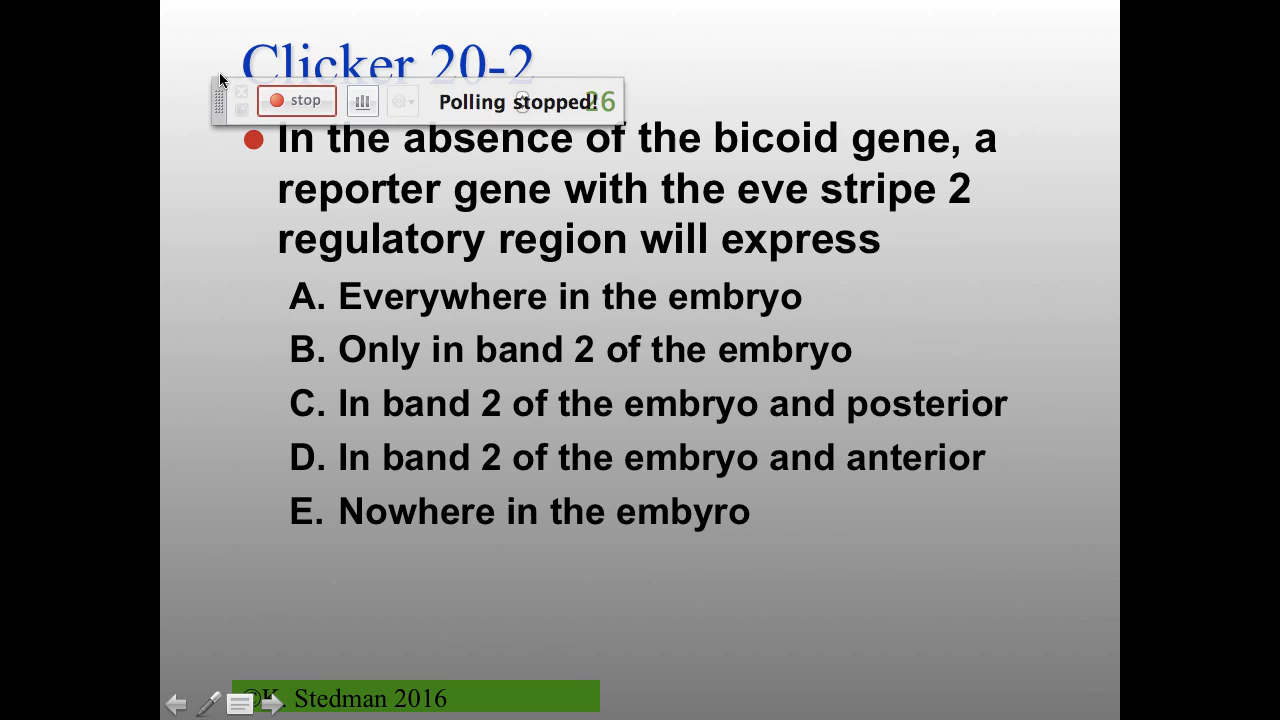 Clicker 20-2
stop
Polling stopped!
26
In the absence of the bicoid gene, a
reporter gene with the eve stripe 2
regulatory region will express
A. Everywhere in the embryo
B. Only in band 2 of the embryo
C. In band 2 of the embryo and posterior
D. In band 2 of the embryo and anterior
E. Nowhere in the embyro
©K. Stedman 2016